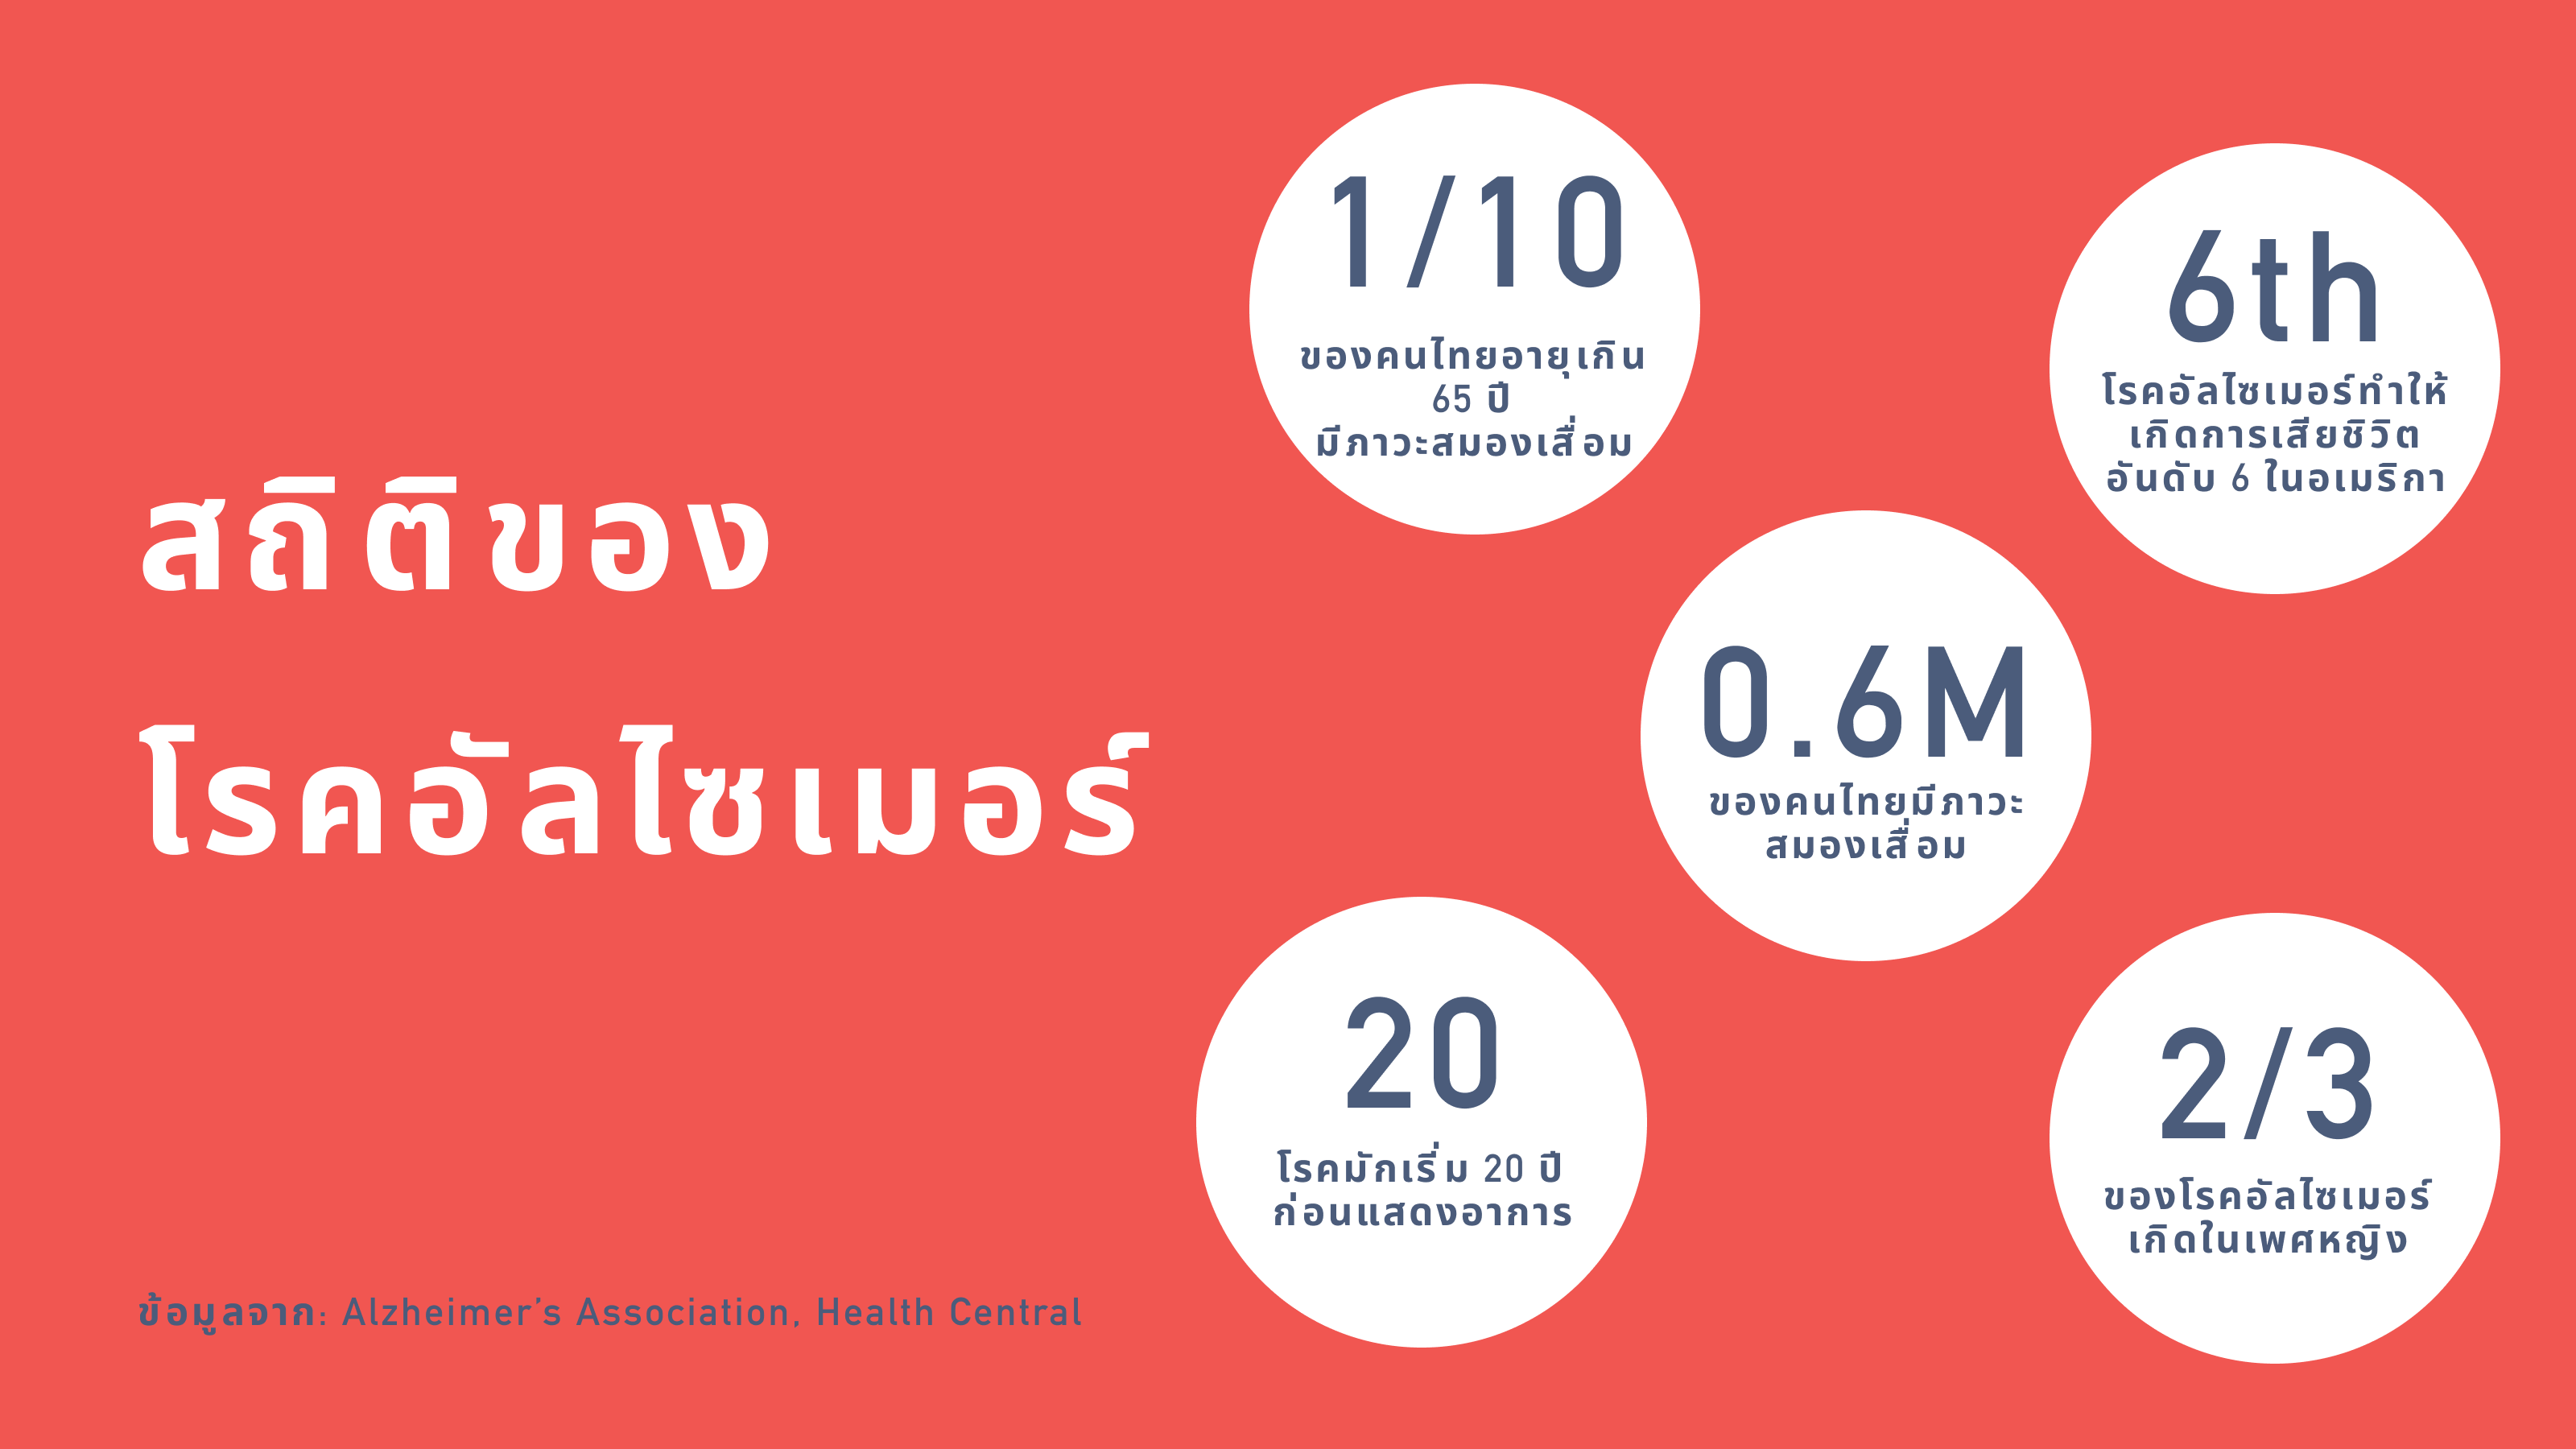 สถิติของ
โรคอัลไซเมอร์
1/10
ของคนไทยอายุเกิน
65 ปี
มีภาวะสมองเสื่อม
6th
โรคอัลไซเมอร์ทำให้
เกิดการเสียชิวิต
อันดับ 6 ในอเมริกา
0.6M
ของคนไทยมีภาวะ
สมองเสื่อม
20
โรคมักเริ่ม 20 ปี
ก่อนแสดงอาการ
2/3
ของโรคอัลไซเมอร์
เกิดในเพศหญิง
ข้อมูลจาก: Alzheimer’s Association, Health Central